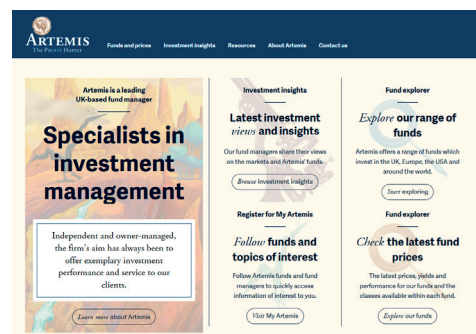 ARTEMIS
The PROFIT Hunter
Funds and prices
Investment insights
Resources
About Artemis
Contact us
Artemis is a leading
UK-based fund manager
Specialists in
investment
management
Independent and owner-managed,
the firm's aim has always been to
offer exemplary investment
performance and service to our
clients.
Learn more about Artemis
Investment insights
Latest investment
views and insights
Our fund managers share their views
on the markets and Artemis' funds.
Browse investment insights
Fund explorer
Explore our range of
funds
Artemis offers a range of funds which
invest in the UK, Europe, the USA and
around the world.
Start exploring
Register for My Artemis
Follow funds and
topics of interest
Follow Artemis funds and fund
managers to quickly access
information of interest to you.
Visit My Artemis
Fund explorer
Check the latest fund
prices
The latest prices, yields and
performance for our funds and the
classes available within each fund.
Explore our funds